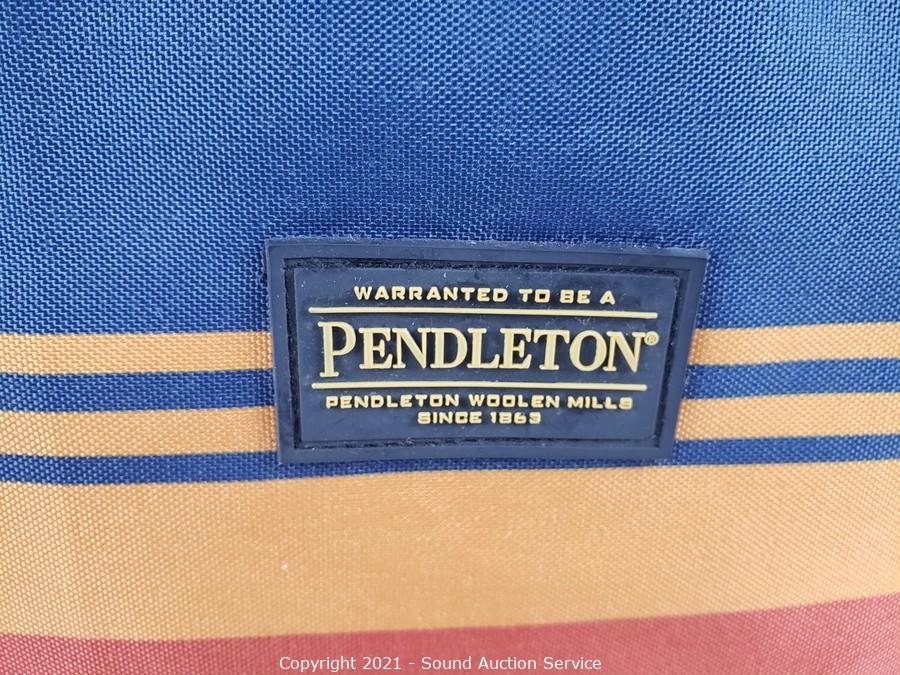 WARRANTED TO BE A
PENDLETON®
PENDLETON WOOLEN MILLS
SINCE 1863
Copyright 2021 - Sound Auction Service